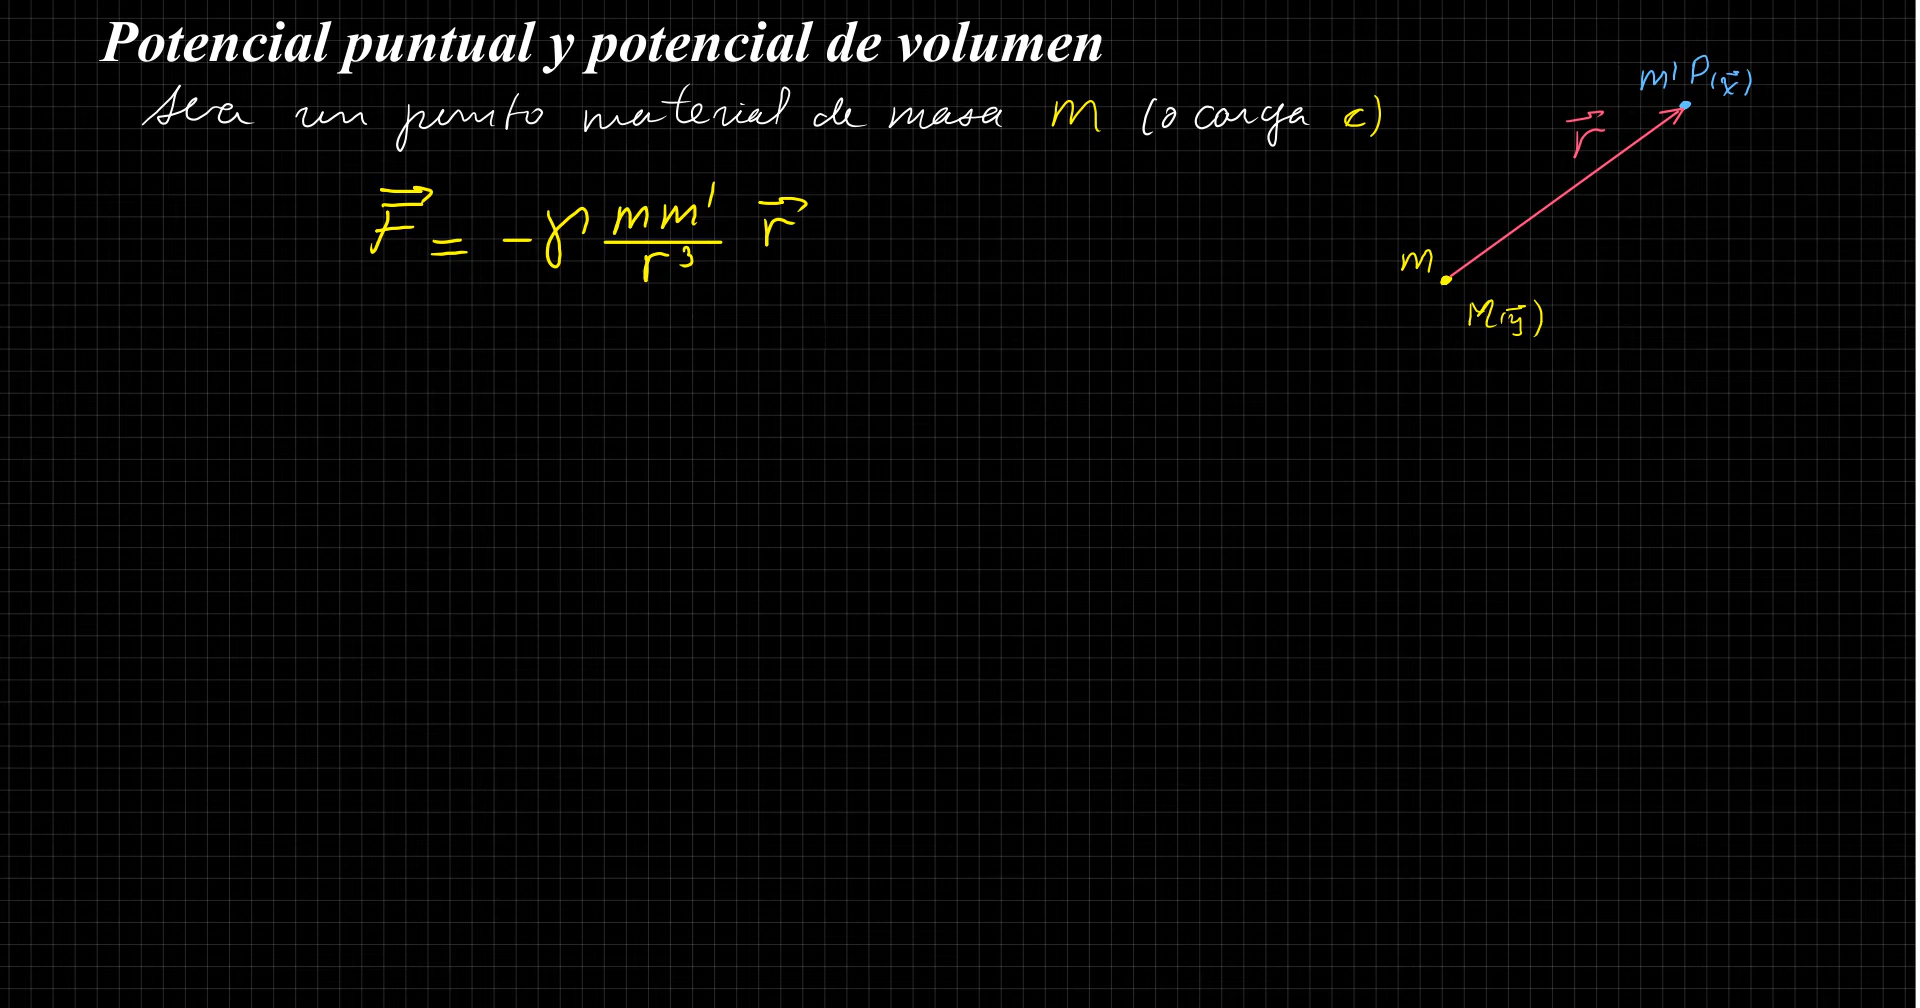 Potencial puntual y potencial de volumen
m' P(x⃗)
Sea un punto material de masa m (o carga c)
r⃗
F⃗ = -γ mm'/r³ r⃗
m
M(y⃗)